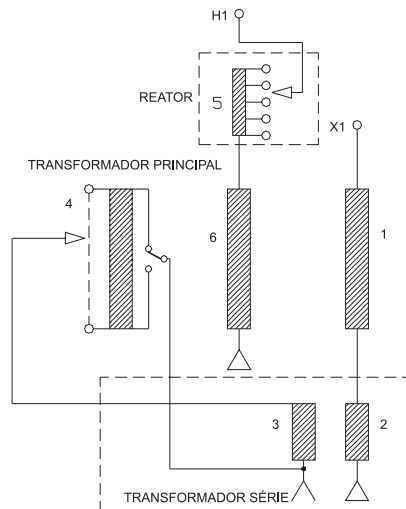 H1
REATOR
5
X1
TRANSFORMADOR PRINCIPAL
4
6
1
3
2
TRANSFORMADOR SÉRIE